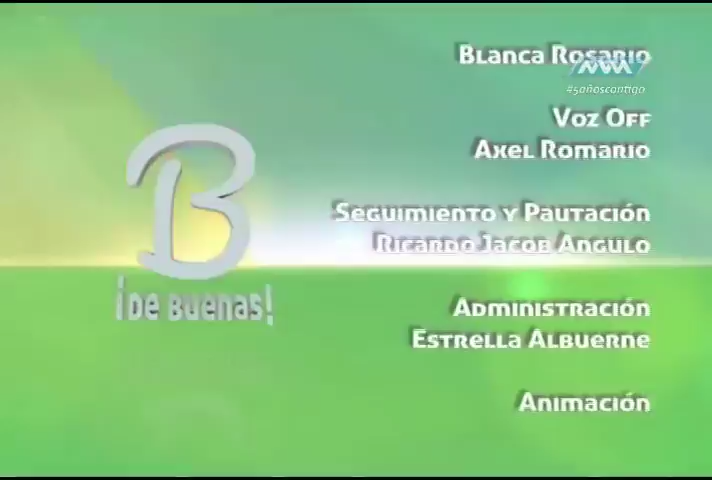 Blanca Rosario
#5añoscontigo
Voz Off
Axel Romario
Seguimiento y Pautación
Ricardo Jacob Angulo
B
¡De Buenas!
Administración
Estrella Albuerne
Animación